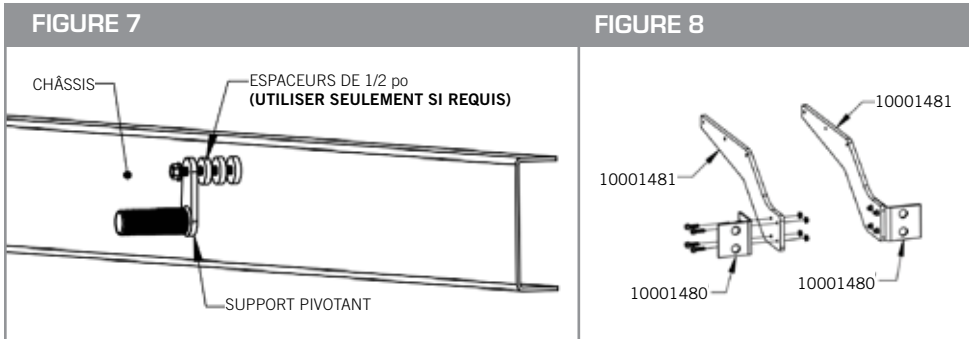 FIGURE 7
CHÂSSIS
ESPACEURS DE 1/2 po
(UTILISER SEULEMENT SI REQUIS)
SUPPORT PIVOTANT
FIGURE 8
10001481
10001481
10001480
10001480